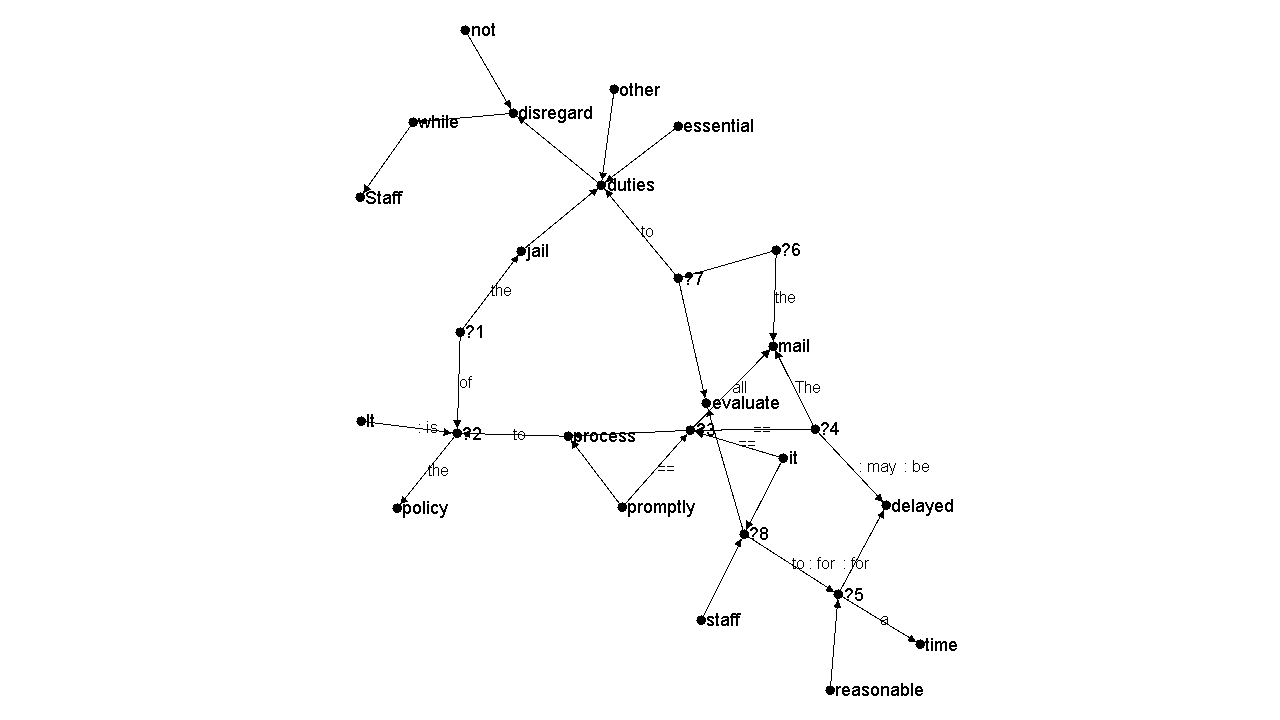 not
other
disregard
while
essential
Staff
duties
to
jail
?6
?7
the
the
?1
mail
of
all
The
evaluate
It
: is
?2
to
process
?3
==
?4
==
it
the
==
: may : be
policy
promptly
delayed
?8
to : for : for
?5
staff
a
time
reasonable